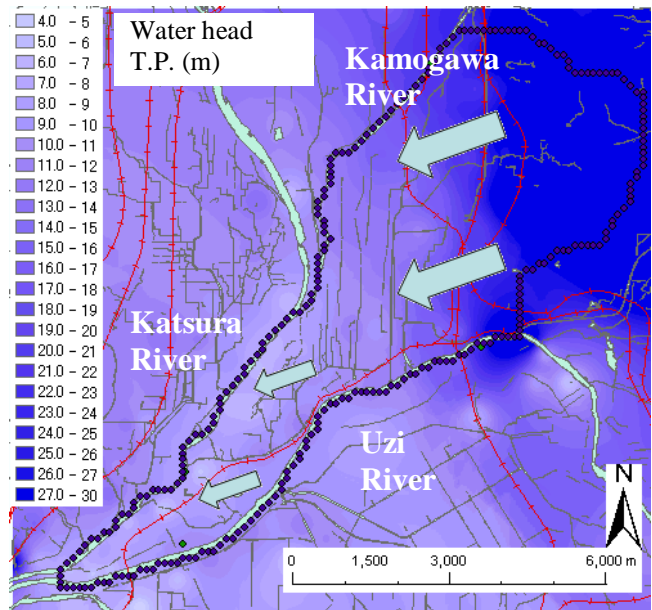 Water head
T.P. (m)
4.0 – 5
5.0 – 6
6.0 – 7
7.0 – 8
8.0 – 9
9.0 – 10
10.0 – 11
11.0 – 12
12.0 – 13
13.0 – 14
14.0 – 15
15.0 – 16
16.0 – 17
17.0 – 18
18.0 – 19
19.0 – 20
20.0 – 21
21.0 – 22
22.0 – 23
23.0 – 24
24.0 – 25
25.0 – 26
26.0 – 27
27.0 – 30
Kamogawa
River
Katsura
River
Uzi
River
N
0 1,500 3,000 6,000 m